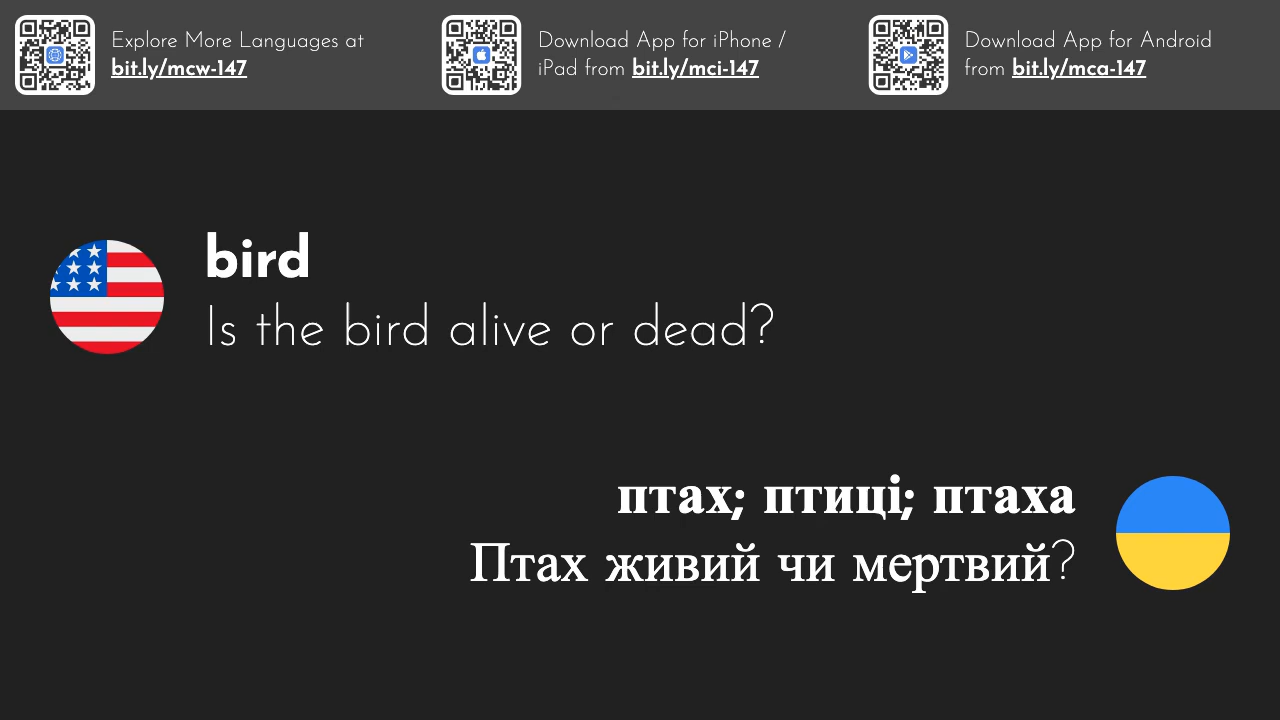 Explore More Languages at
bit.ly/mcw-147
Download App for iPhone /
iPad from bit.ly/mci-147
Download App for Android
from bit.ly/mca-147
bird
Is the bird alive or dead?
птах; птиці; птаха
Птах живий чи мертвий?